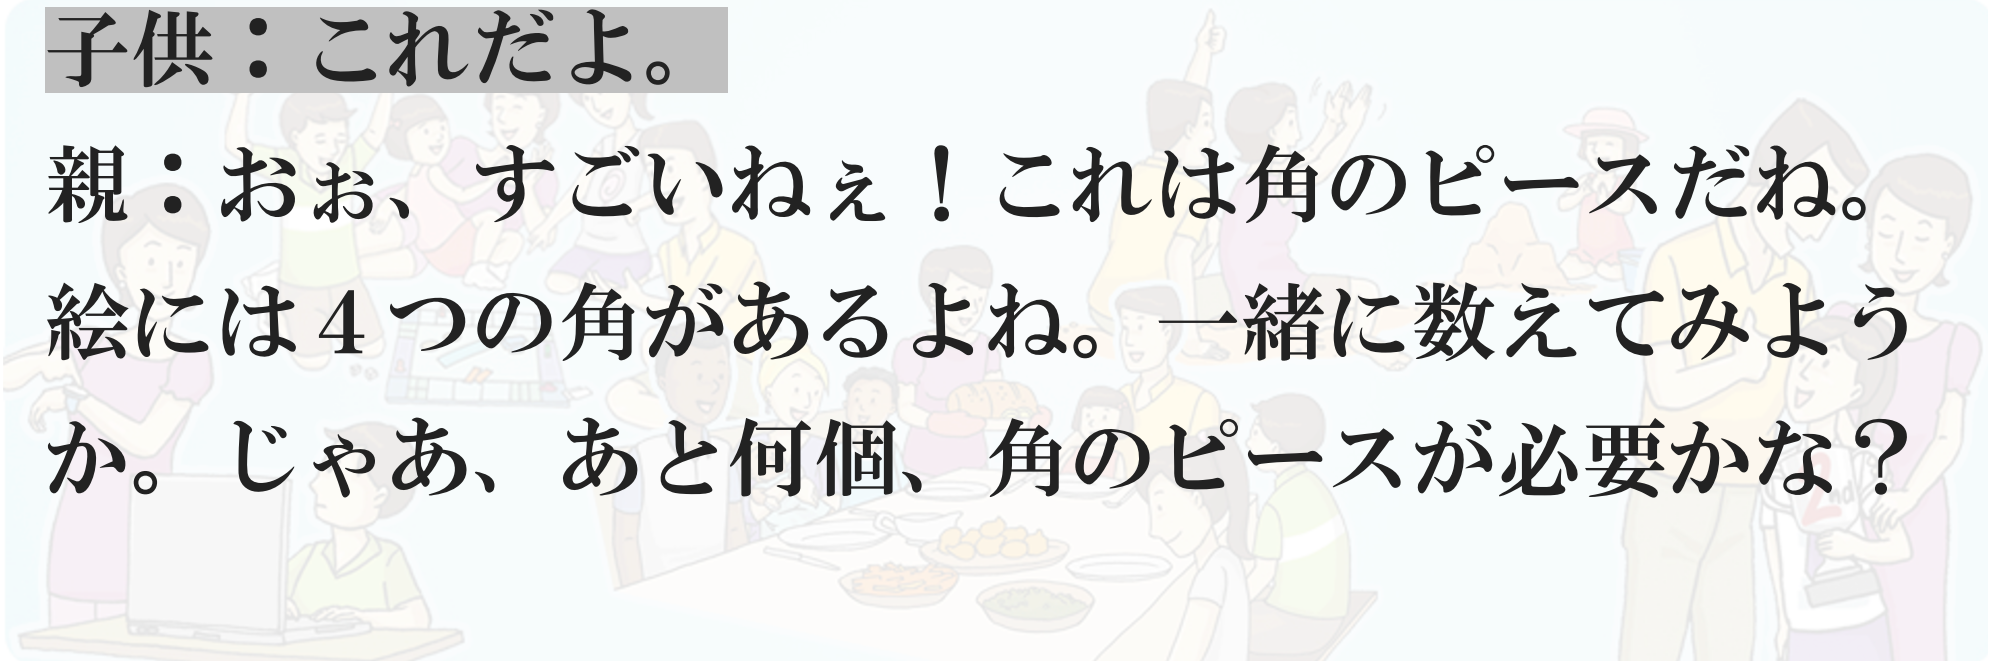 子供：これだよ。
親：おぉ、すごいねぇ！これは角のピースだね。
絵には４つの角があるよね。一緒に数えてみよう
か。じゃあ、あと何個、角のピースが必要かな？
2nd